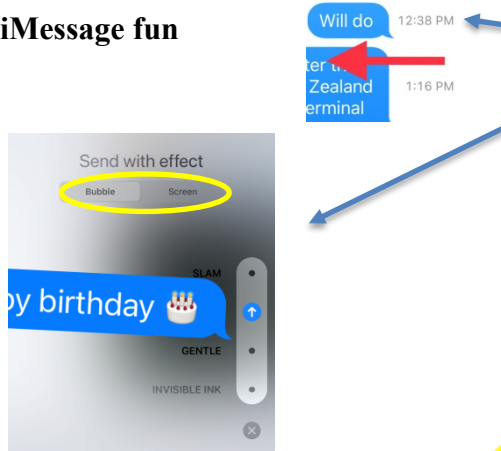 iMessage fun
Will do 12:38 PM
Zealand 1:16 PM
erminal
Send with effect
Bubble Screen
SLAM
birthday 🎂
GENTLE
INVISIBLE INK